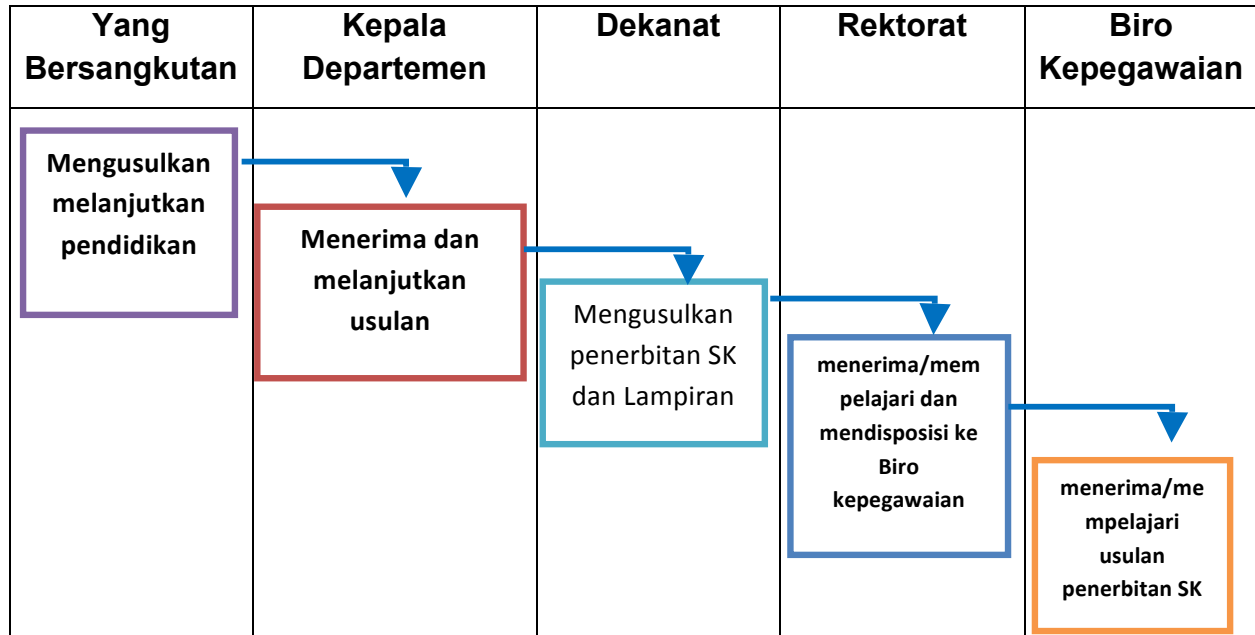 Yang
Bersangkutan
Kepala
Departemen
Dekanat
Rektorat
Biro
Kepegawaian
Mengusulkan
melanjutkan
pendidikan
Menerima dan
melanjutkan
usulan
Mengusulkan
penerbitan SK
dan Lampiran
menerima/mem
pelajari dan
mendisposisi ke
Biro
kepegawaian
menerima/me
mpelajari
usulan
penerbitan SK